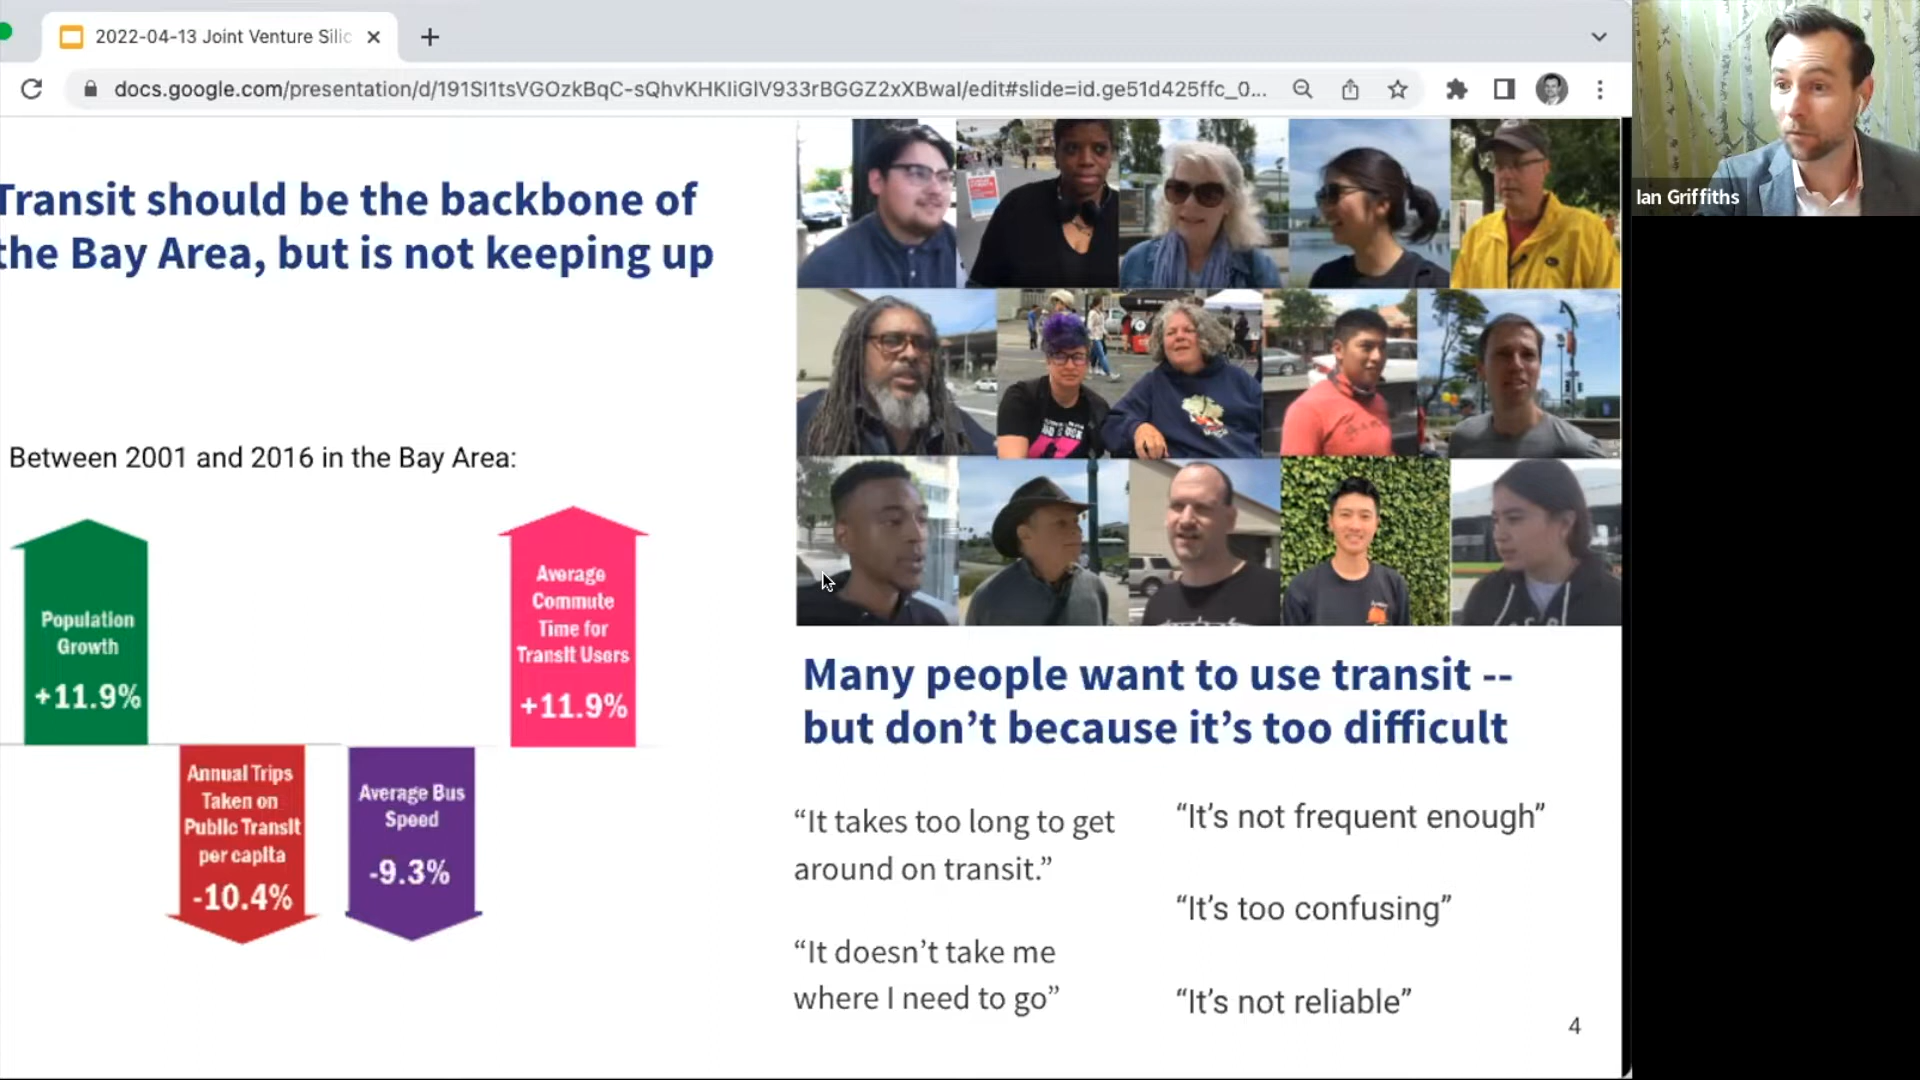 2022-04-13 Joint Venture Silic
docs.google.com/presentation/d/191SI1tsVGOzkBqC-sQhvKHKIiGIV933rBGGZ2xXBwaI/edit#slide=id.ge51d425ffc_0...
Ian Griffiths
Transit should be the backbone of
the Bay Area, but is not keeping up
Between 2001 and 2016 in the Bay Area:
Population
Growth
+11.9%
Annual Trips
Taken on
Public Transit
per capita
-10.4%
Average Bus
Speed
-9.3%
Average
Commute
Time for
Transit Users
+11.9%
Many people want to use transit --
but don’t because it’s too difficult
“It takes too long to get
around on transit.”
“It doesn’t take me
where I need to go”
“It’s not frequent enough”
“It’s too confusing”
“It’s not reliable”
4